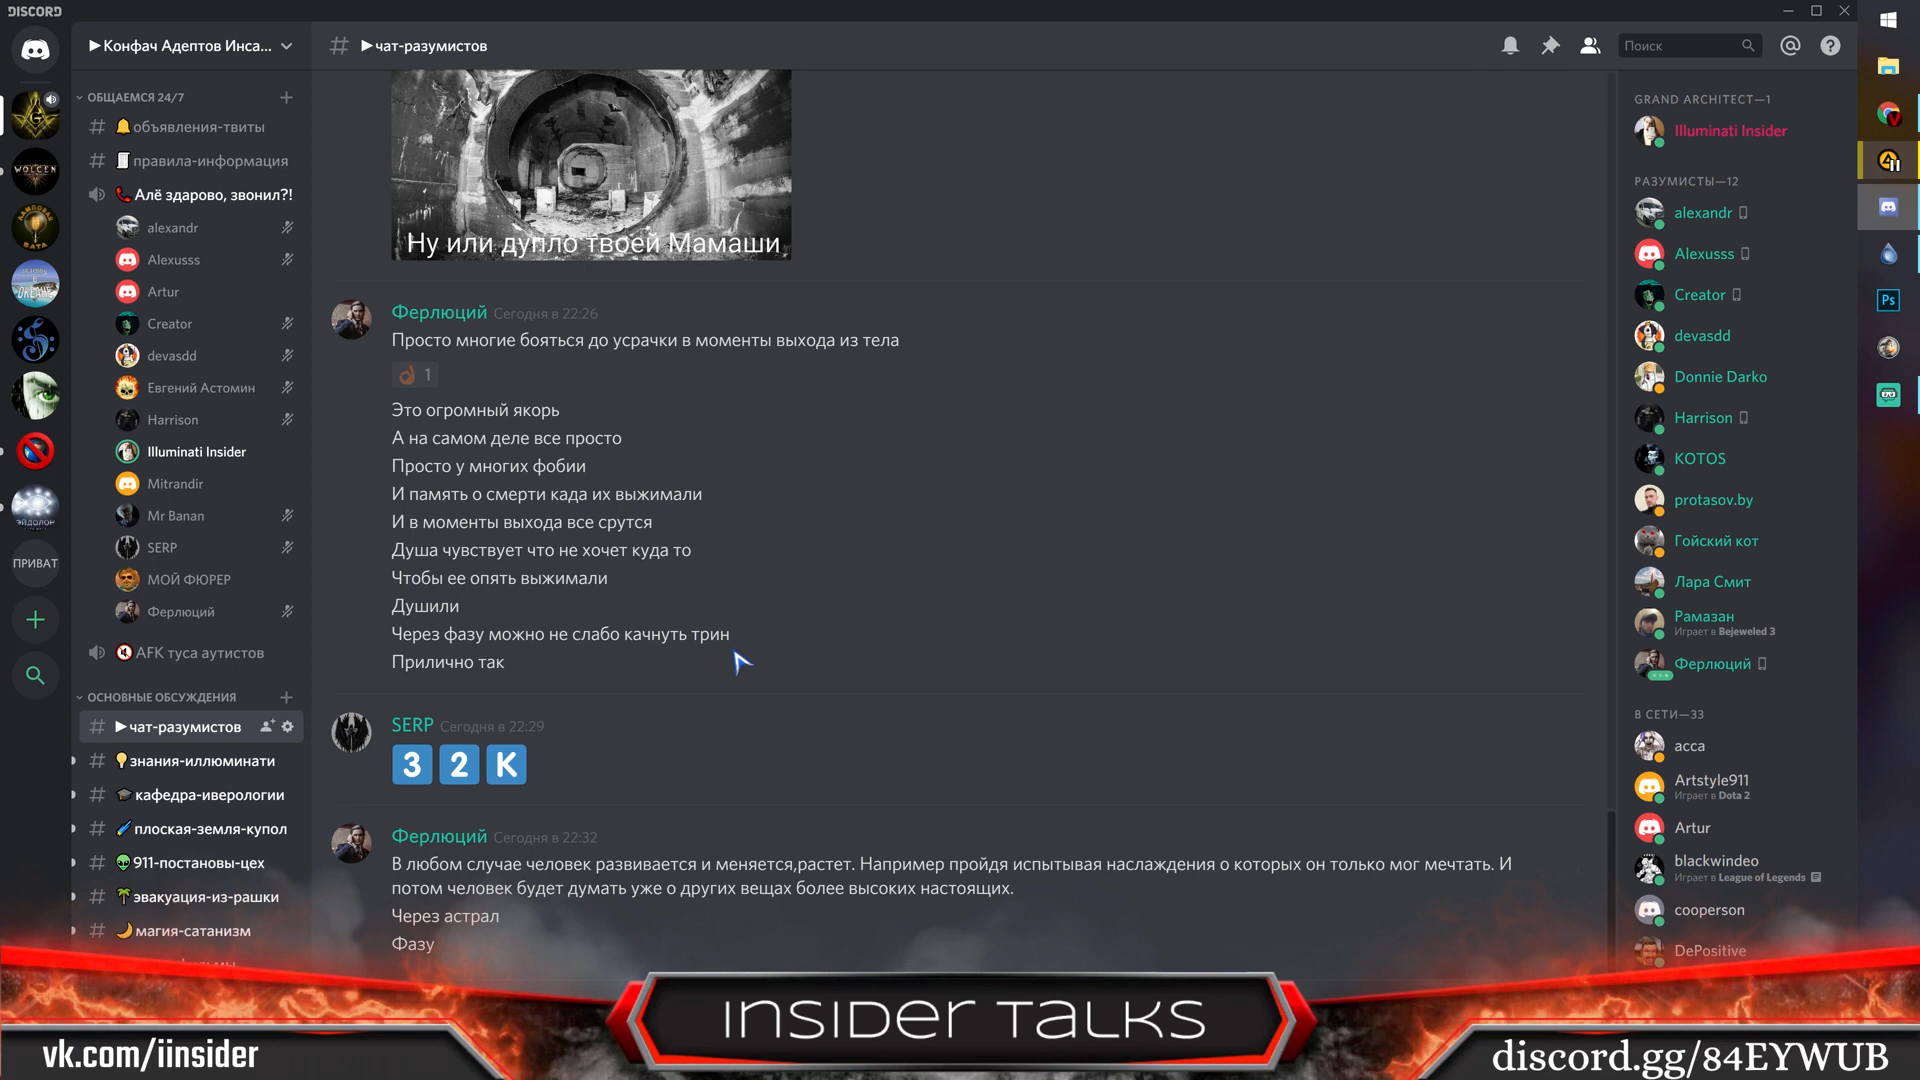 DISCORD
▶Конфач Адептов Инса...
ОБЩАЕМСЯ 24/7
объявления-твиты
правила-информация
Алё здарово, звонил?!
alexandr
Alexusss
Artur
Creator
devasdd
Евгений Астомин
Harrison
Illuminati Insider
Mitrandir
Mr Banan
SERP
МОЙ ФЮРЕР
Ферлюций
AFK туса аутистов
ОСНОВНЫЕ ОБСУЖДЕНИЯ
▶чат-разумистов
знания-иллюминати
кафедра-иверологии
плоская-земля-купол
911-постановы-цех
эвакуация-из-рашки
магия-сатанизм
WOLCEN
ЭЙДОЛОН
ПРИВАТ
▶чат-разумистов
Поиск
Ну или дупло твоей Мамаши
Ферлюций Сегодня в 22:26
Просто многие бояться до усрачки в моменты выхода из тела
1
Это огромный якорь
А на самом деле все просто
Просто у многих фобии
И память о смерти када их выжимали
И в моменты выхода все срутся
Душа чувствует что не хочет куда то
Чтобы ее опять выжимали
Душили
Через фазу можно не слабо качнуть трин
Прилично так
SERP Сегодня в 22:29
3 2 K
Ферлюций Сегодня в 22:32
В любом случае человек развивается и меняется,растет. Например пройдя испытывая наслаждения о которых он только мог мечтать. И
потом человек будет думать уже о других вещах более высоких настоящих.
Через астрал
Фазу
GRAND ARCHITECT—1
Illuminati Insider
РАЗУМИСТЫ—12
alexandr
Alexusss
Creator
devasdd
Donnie Darko
Harrison
KOTOS
protasov.by
Гойский кот
Лара Смит
Рамазан
Играет в Bejeweled 3
Ферлюций
В СЕТИ—33
acca
Artstyle911
Играет в Dota 2
Artur
blackwindeo
Играет в League of Legends
cooperson
DePositive
Ps
INSIDER TALKS
vk.com/iinsider
discord.gg/84EYWUB